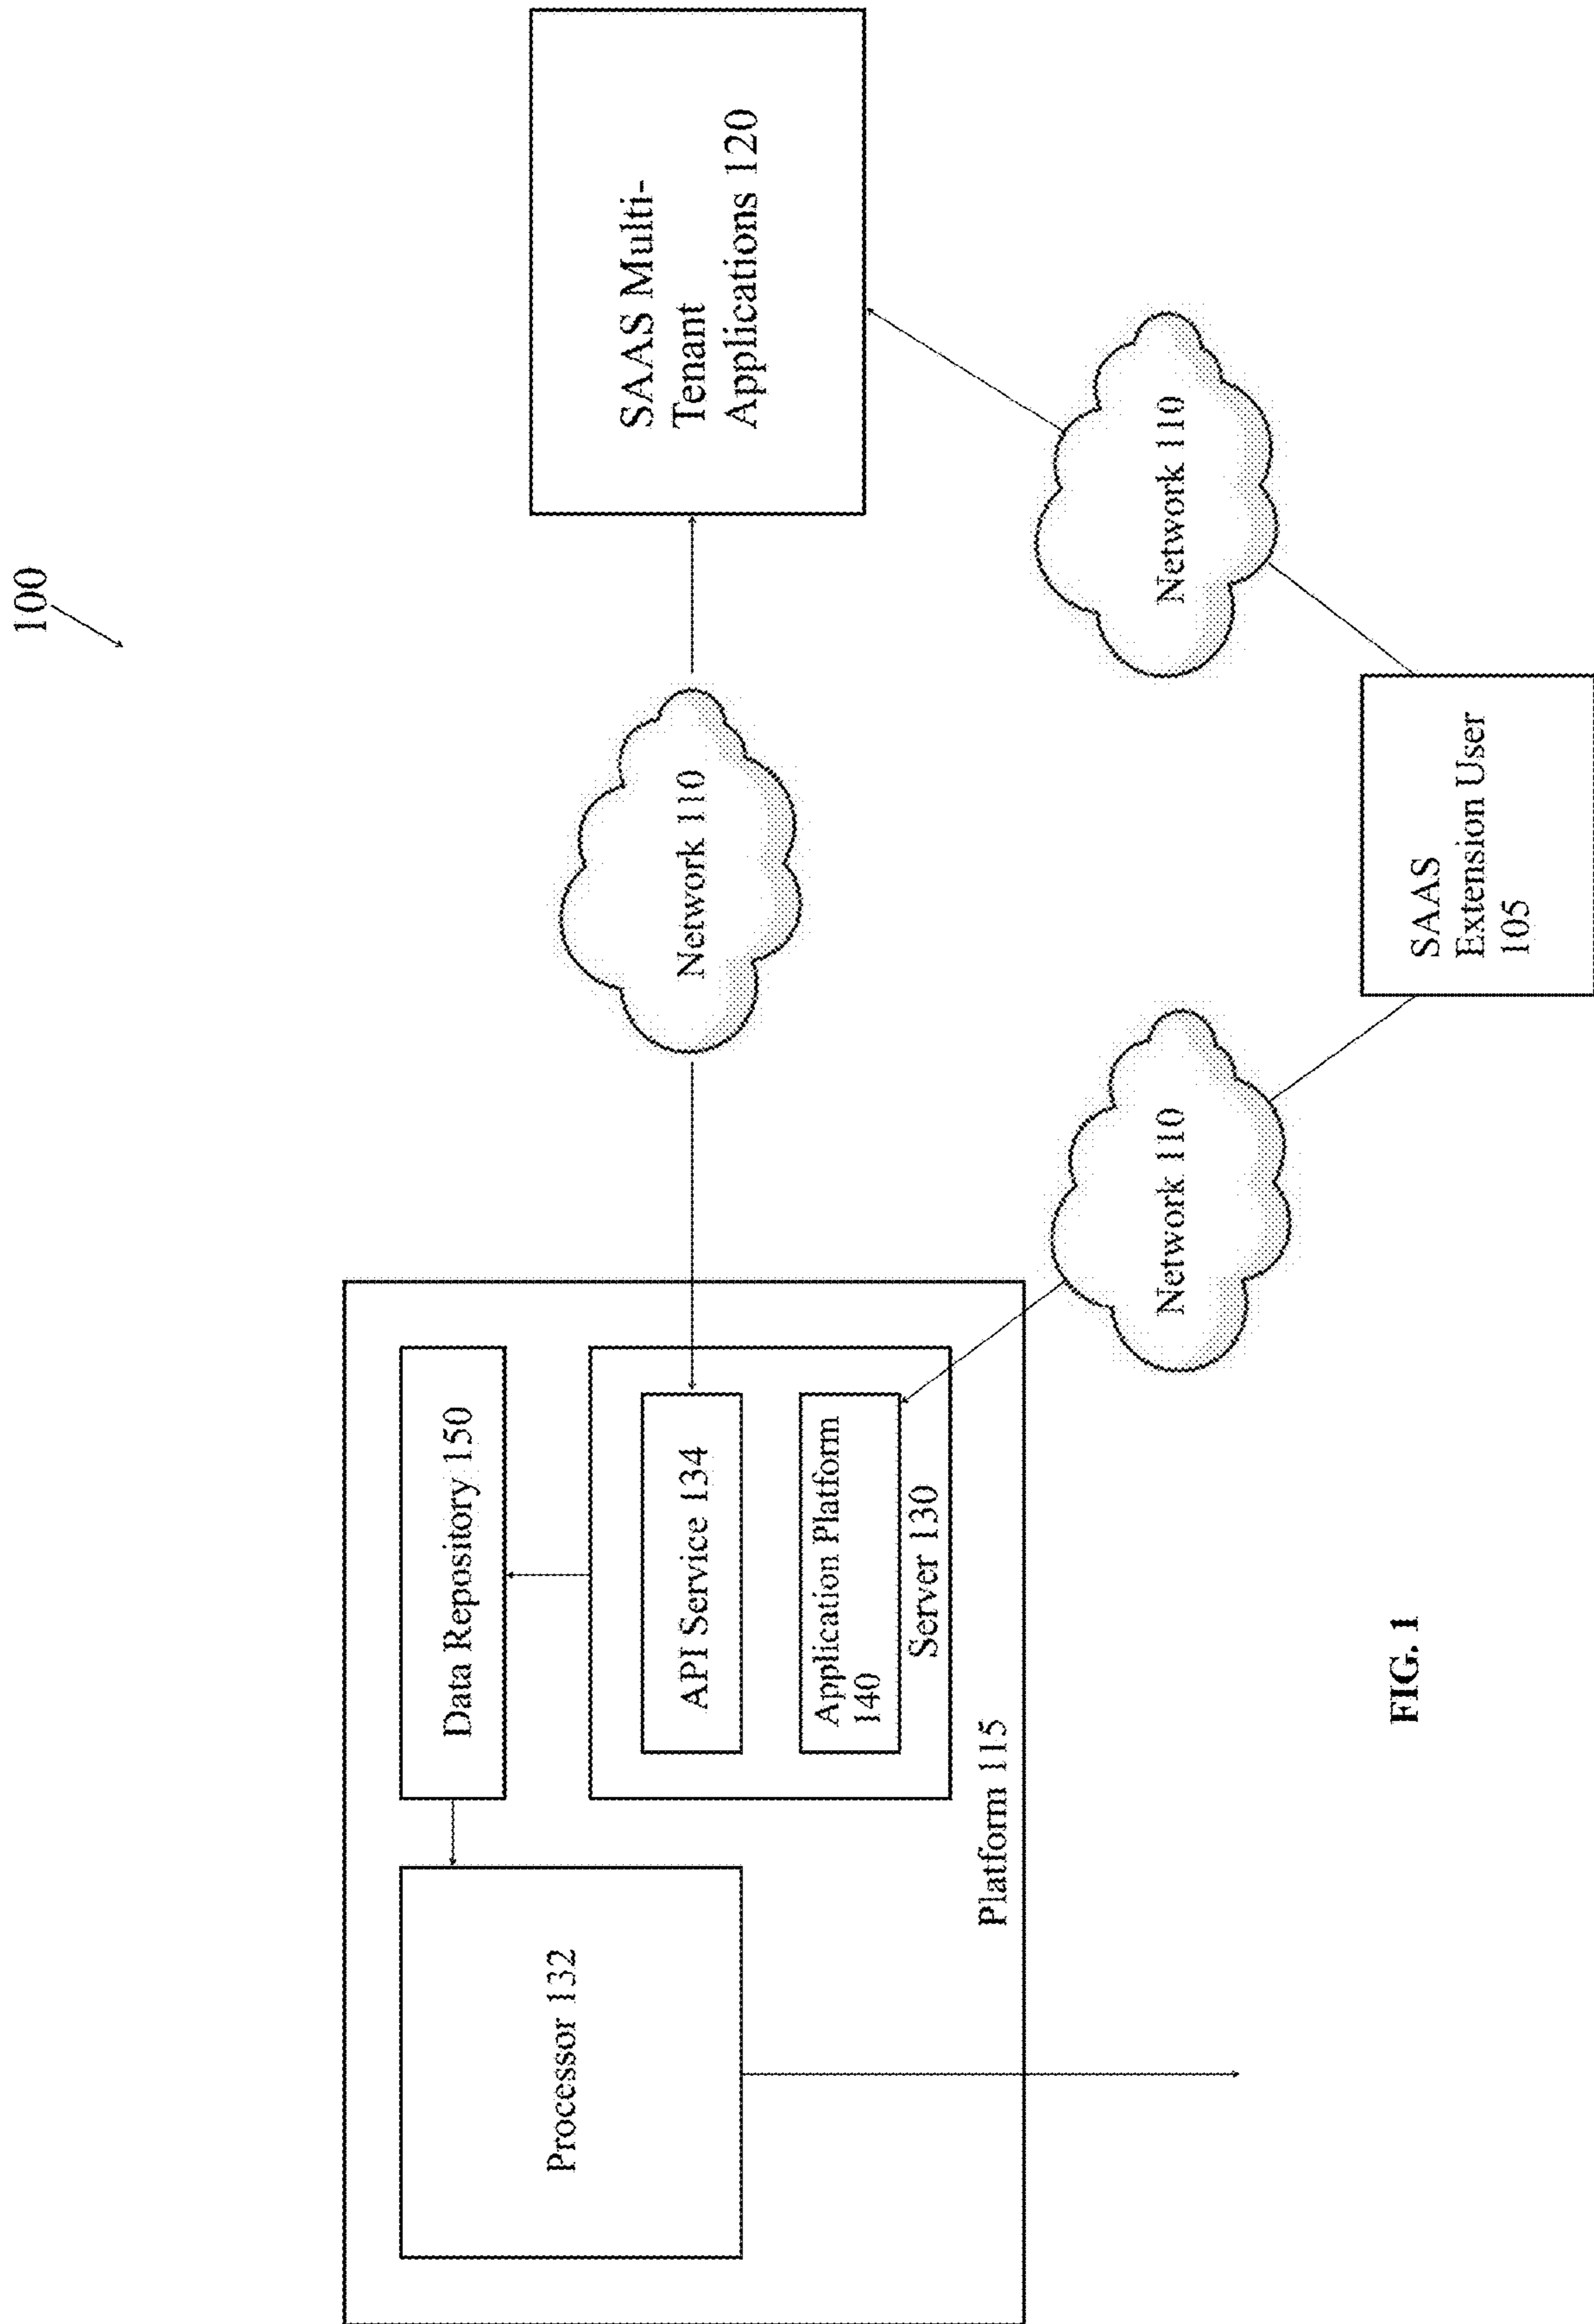 100
Processor 132
Data Repository 150
API Service 134
Application Platform
140
Server 130
Platform 115
Network 110
SAAS Multi-
Tenant
Applications 120
Network 110
Network 110
SAAS
Extension User
105
FIG. 1